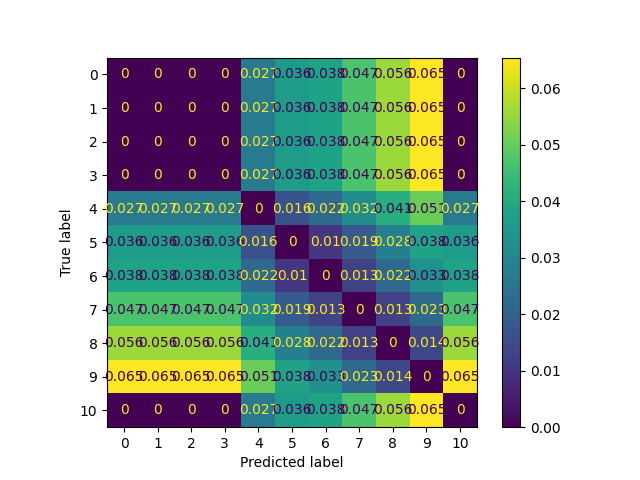 0 0 0 0 0 0.027 0.036 0.038 0.047 0.056 0.065 0
1 0 0 0 0 0.027 0.036 0.038 0.047 0.056 0.065 0
2 0 0 0 0 0.027 0.036 0.038 0.047 0.056 0.065 0
3 0 0 0 0 0.027 0.036 0.038 0.047 0.056 0.065 0
4 0.027 0.027 0.027 0.027 0 0.016 0.022 0.032 0.041 0.051 0.027
5 0.036 0.036 0.036 0.036 0.016 0 0.01 0.019 0.028 0.038 0.036
6 0.038 0.038 0.038 0.038 0.022 0.01 0 0.013 0.022 0.033 0.038
7 0.047 0.047 0.047 0.047 0.032 0.019 0.013 0 0.013 0.023 0.047
8 0.056 0.056 0.056 0.056 0.041 0.028 0.022 0.013 0 0.014 0.056
9 0.065 0.065 0.065 0.065 0.051 0.038 0.033 0.023 0.014 0 0.065
10 0 0 0 0 0.027 0.036 0.038 0.047 0.056 0.065 0
0 1 2 3 4 5 6 7 8 9 10
Predicted label
True label
0.06
0.05
0.04
0.03
0.02
0.01
0.00